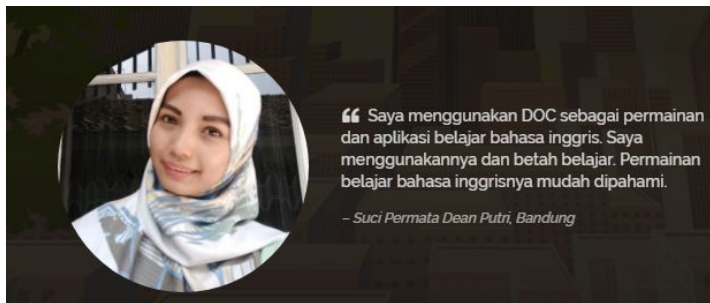 “ Saya menggunakan DOC sebagai permainan
dan aplikasi belajar bahasa inggris. Saya
menggunakannya dan betah belajar. Permainan
belajar bahasa inggrisnya mudah dipahami.
– Suci Permata Dean Putri, Bandung